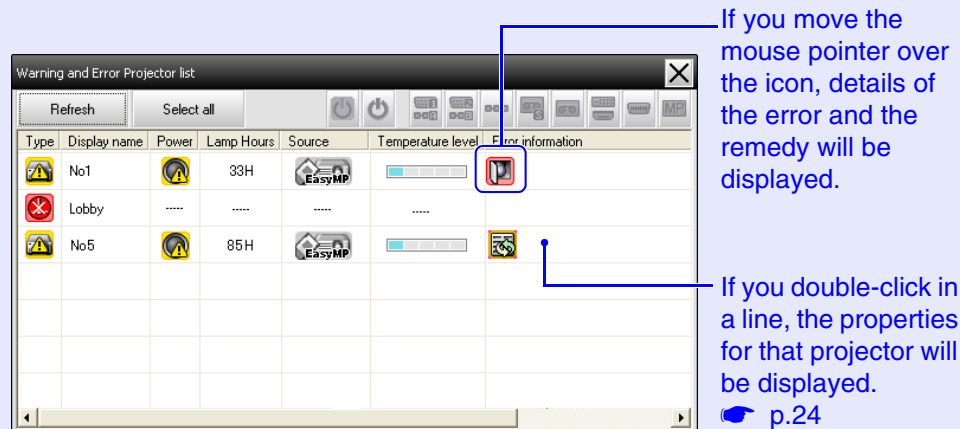 If you move the
mouse pointer over
the icon, details of
the error and the
remedy will be
displayed.
Warning and Error Projector list
Refresh Select all MP
Type Display name Power Lamp Hours Source Temperature level Error information
No1 33H EasyMP
Lobby ----- ----- ----- -----
No5 85H EasyMP
If you double-click in
a line, the properties
for that projector will
be displayed.
☛ p.24